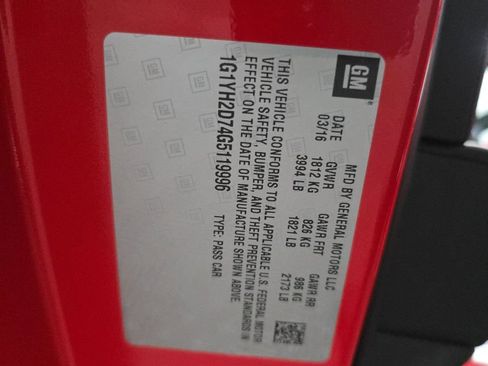 GM
MFD BY GENERAL MOTORS LLC
DATE GVWR GAWR FRT GAWR RR
03/16 1812 KG 826 KG 986 KG
3994 LB 1821 LB 2173 LB
THIS VEHICLE CONFORMS TO ALL APPLICABLE U.S. FEDERAL MOTOR
VEHICLE SAFETY, BUMPER, AND THEFT PREVENTION STANDARDS IN
EFFECT ON THE DATE OF MANUFACTURE SHOWN ABOVE.
1G1YH2D74G5119996 TYPE: PASS CAR